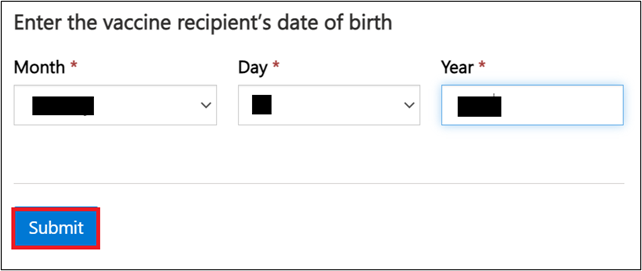 Enter the vaccine recipient's date of birth
Month * Day * Year *
Submit